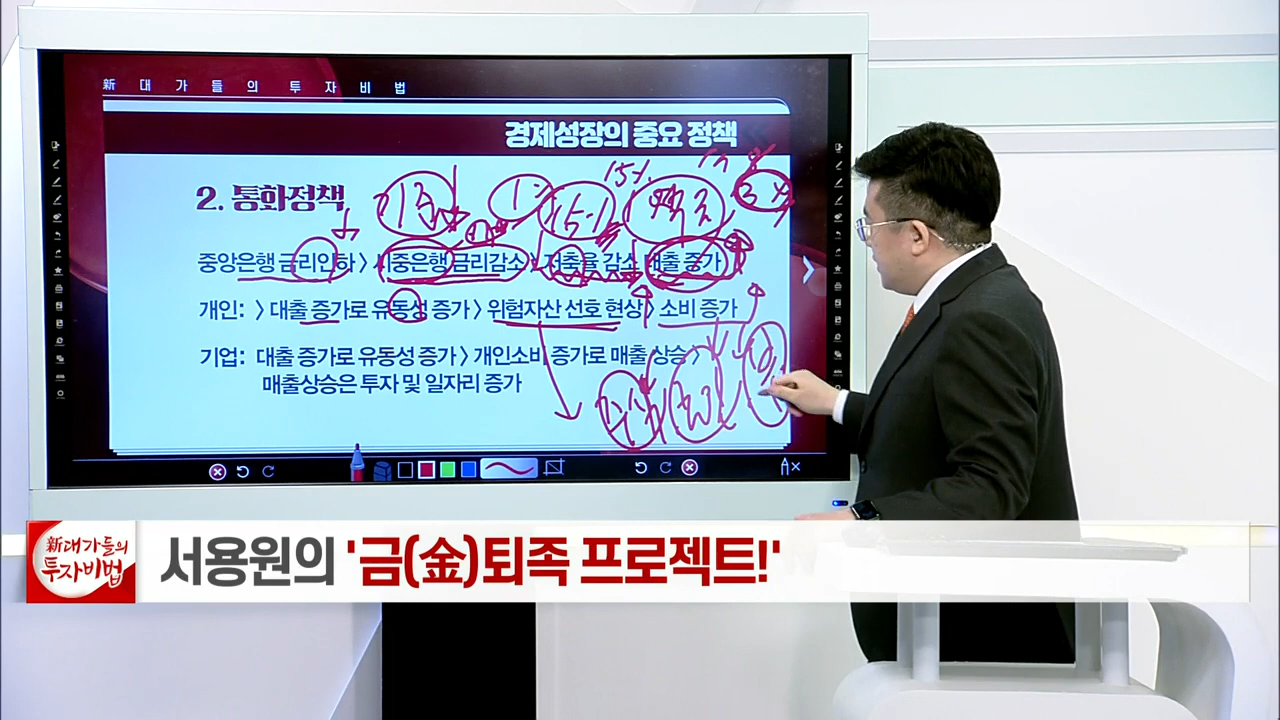 新 대 가 들 의 투 자 비 법
경제성장의 중요 정책
2. 통화정책
15%
중앙은행 금리인하 > 시중은행 금리감소 > 저축율 감소 대출 증가
개인: > 대출 증가로 유동성 증가 > 위험자산 선호 현상 > 소비 증가
기업: 대출 증가로 유동성 증가 > 개인소비 증가로 매출 상승 >
매출상승은 투자 및 일자리 증가
新대가들의
투자비법
서용원의 '금(金)퇴족 프로젝트!'